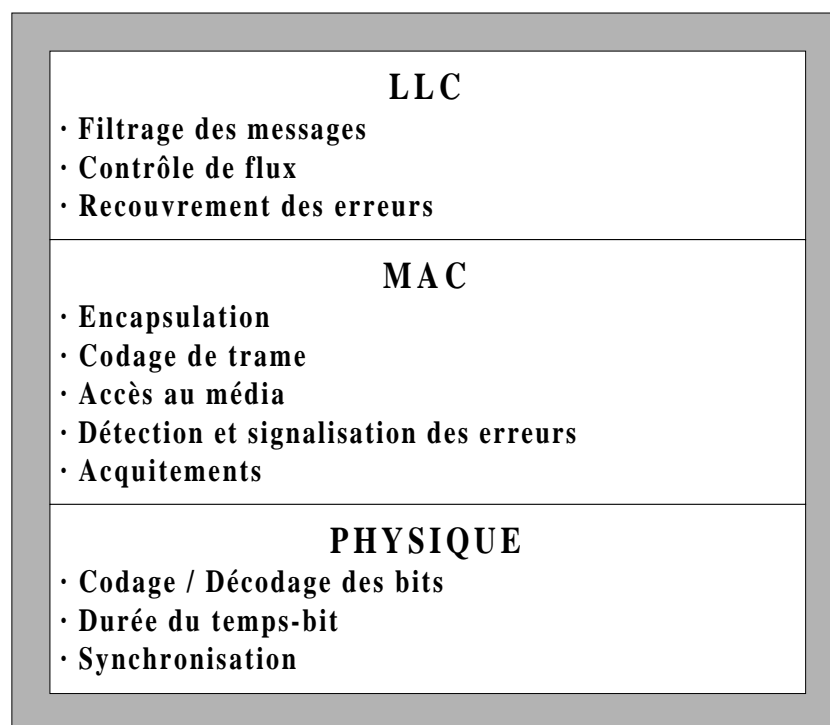 LLC
· Filtrage des messages
· Contrôle de flux
· Recouvrement des erreurs
MAC
· Encapsulation
· Codage de trame
· Accès au média
· Détection et signalisation des erreurs
· Acquitements
PHYSIQUE
· Codage / Décodage des bits
· Durée du temps-bit
· Synchronisation